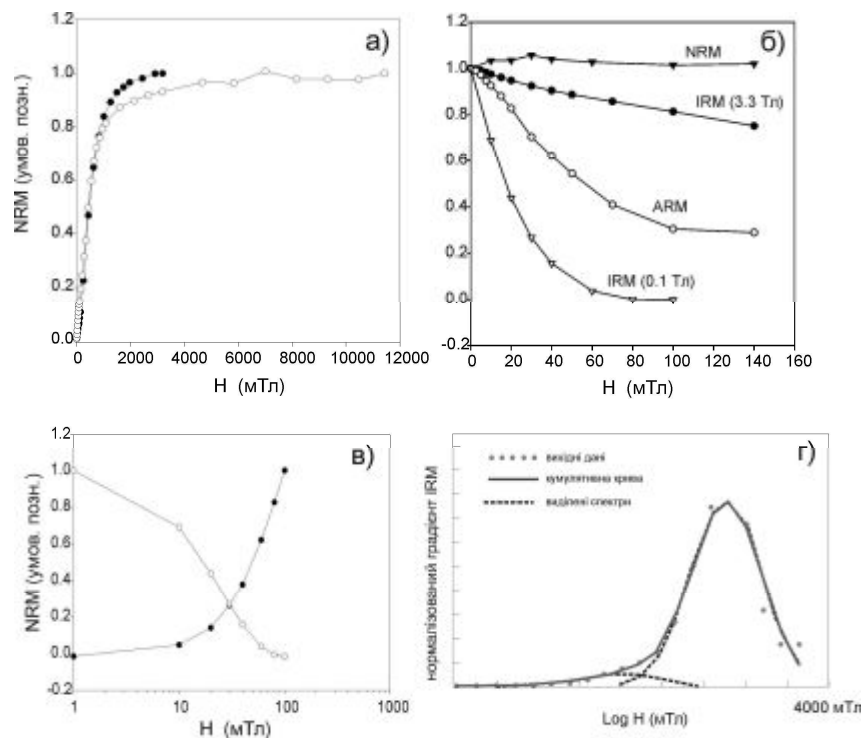 а)
NRM (умов. позн.)
1.2
1.0
0.8
0.6
0.4
0.2
0.0
0
2000
4000
6000
8000
10000
12000
H (мТл)
б)
1.2
1.0
0.8
0.6
0.4
0.2
0.0
-0.2
NRM
IRM (3.3 Тл)
ARM
IRM (0.1 Тл)
0
20
40
60
80
100
120
140
160
H (мТл)
в)
NRM (умов. позн.)
1.2
1.0
0.8
0.6
0.4
0.2
0.0
-0.2
1
10
100
1000
H (мТл)
г)
нормалізований градієнт IRM
вихідні дані
кумулятивна крива
виділені спектри
4000 мТл
Log H (мТл)